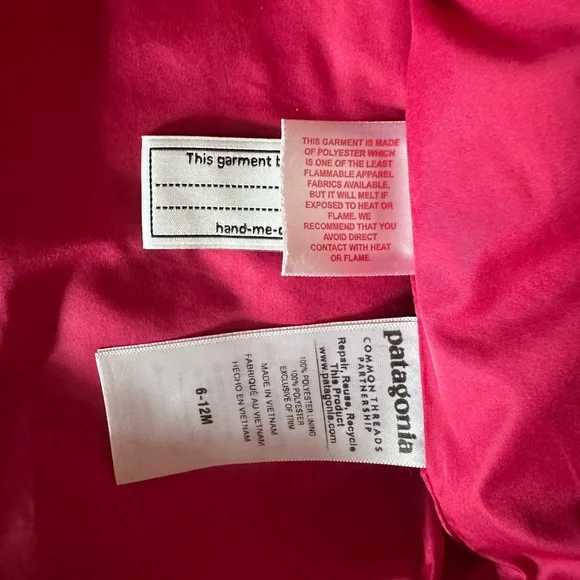 This garment b
hand-me-d
THIS GARMENT IS MADE
OF POLYESTER WHICH
IS ONE OF THE LEAST
FLAMMABLE APPAREL
FABRICS AVAILABLE,
BUT IT WILL MELT IF
EXPOSED TO HEAT OR
FLAME. WE
RECOMMEND THAT YOU
AVOID DIRECT
CONTACT WITH HEAT
OR FLAME.
patagonia
COMMON THREADS
PARTNERSHIP
Repair, Reuse, Recycle
This Product
www.patagonia.com
100% POLYESTER LINING
100% POLYESTER
EXCLUSIVE OF TRIM
MADE IN VIETNAM
FABRIQUÉ AU VIETNAM
HECHO EN VIETNAM
6-12M